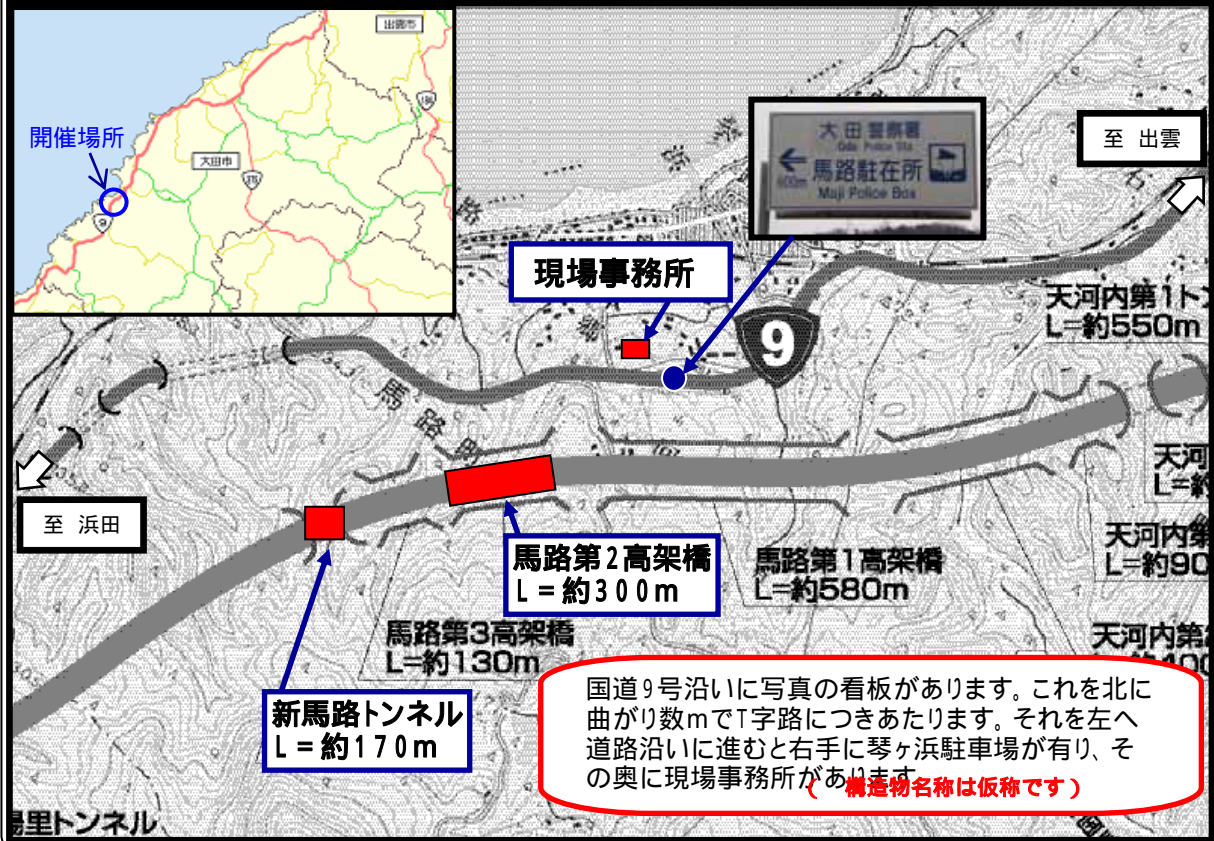 出雲市
開催場所
大田市
9
大田警察署
Oda Police Sta
馬路駐在所
600m
Maji Police Box
至 出雲
現場事務所
9
天河内第1ト
L=約550m
馬路町
至 浜田
馬路第2高架橋
L=約300m
馬路第1高架橋
L=約580m
天河
L=約
天河内第
L=約90
馬路第3高架橋
L=約130m
天河内第
新馬路トンネル
L=約170m
国道9号沿いに写真の看板があります。これを北に
曲がり数mでT字路につきあたります。それを左へ
道路沿いに進むと右手に琴ヶ浜駐車場が有り、そ
の奥に現場事務所があります
( 構造物名称は仮称です)
里トンネル